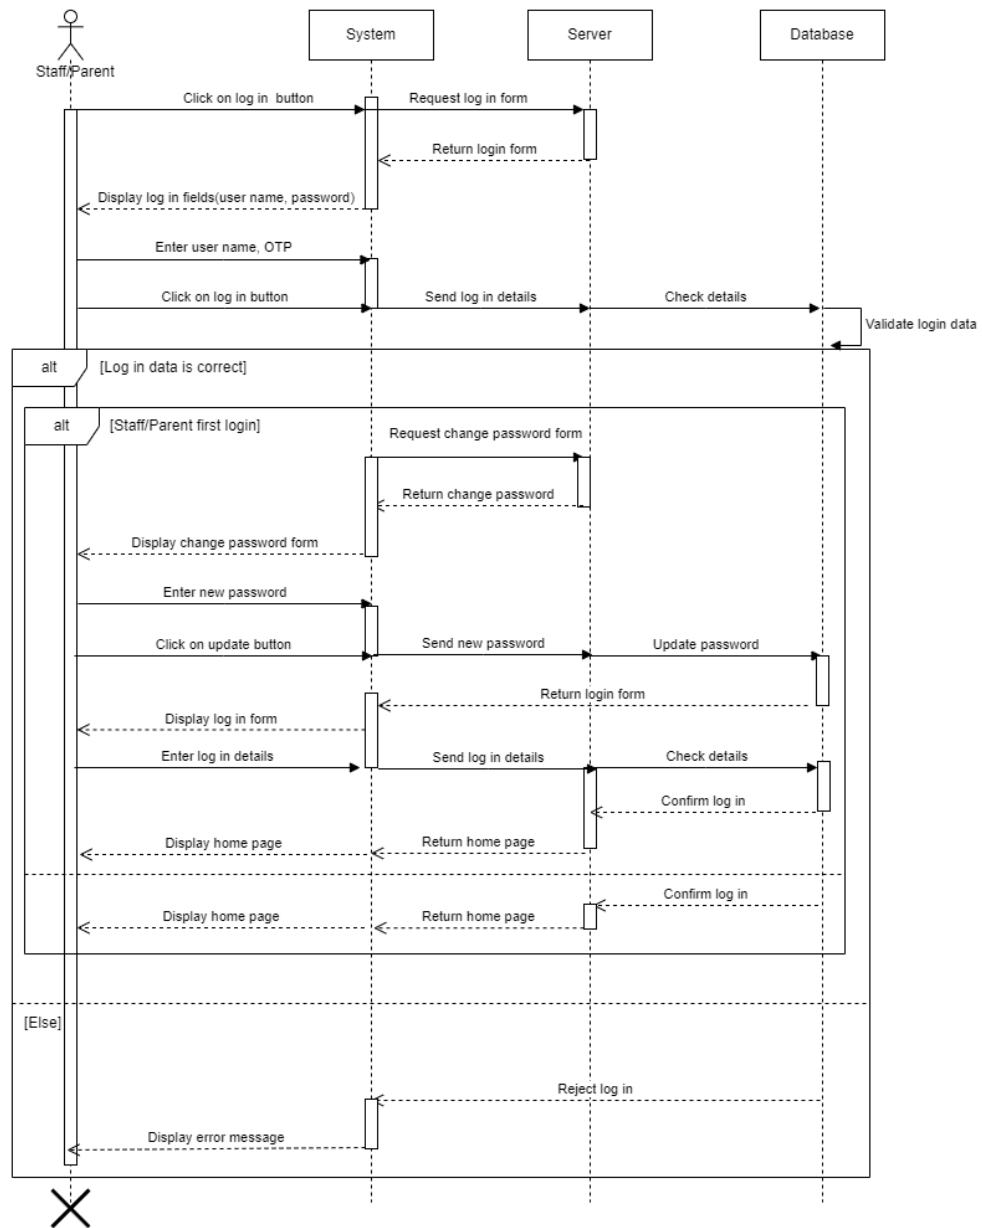 Staff/Parent
System
Server
Database
Click on log in button
Request log in form
Return login form
Display log in fields(user name, password)
Enter user name, OTP
Click on log in button
Send log in details
Check details
Validate login data
alt
[Log in data is correct]
alt
[Staff/Parent first login]
Request change password form
Return change password
Display change password form
Enter new password
Click on update button
Send new password
Update password
Return login form
Display log in form
Enter log in details
Send log in details
Check details
Confirm log in
Display home page
Return home page
Confirm log in
Display home page
Return home page
[Else]
Reject log in
Display error message